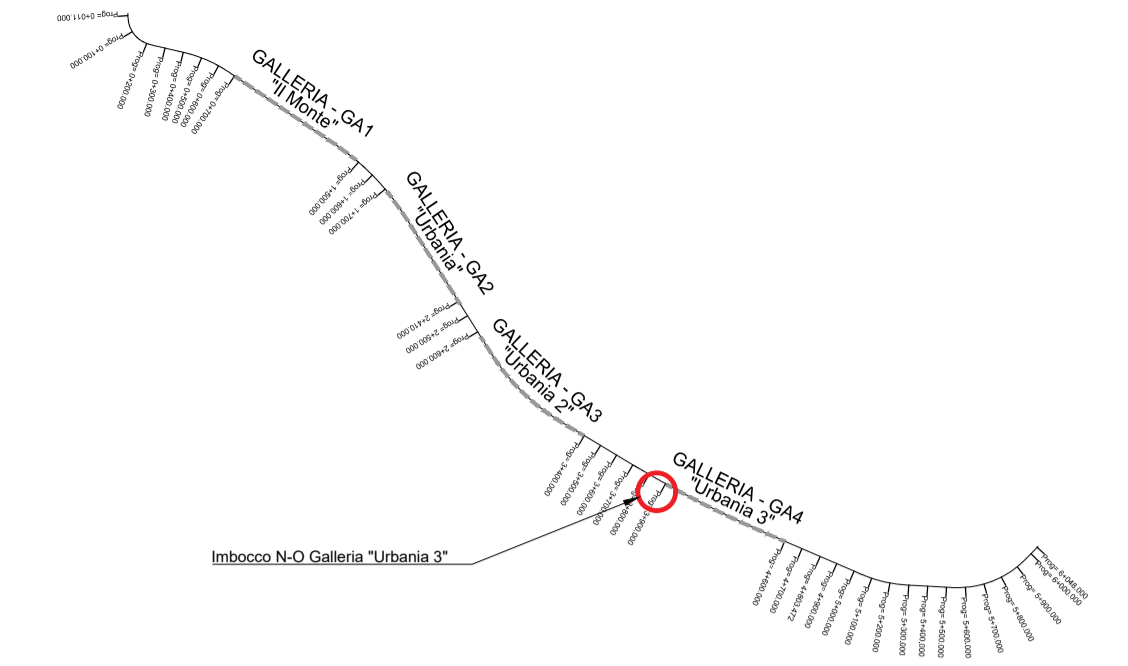 Prog= 0+011.000
Prog= 0+100.000
Prog= 0+200.000
Prog= 0+300.000
Prog= 0+400.000
Prog= 0+500.000
Prog= 0+600.000
Prog= 0+700.000
GALLERIA - GA1
"Il Monte"
Prog= 1+500.000
Prog= 1+600.000
Prog= 1+700.000
GALLERIA - GA2
"Urbania"
Prog= 2+410.000
Prog= 2+500.000
Prog= 2+600.000
GALLERIA - GA3
"Urbania 2"
Prog= 3+400.000
Prog= 3+500.000
Prog= 3+600.000
Prog= 3+700.000
3+800.000
Prog= 3+900.000
GALLERIA - GA4
"Urbania 3"
Imbocco N-O Galleria "Urbania 3"
Prog= 4+600.000
Prog= 4+700.000
Prog= 4+803.472
Prog= 4+900.000
Prog= 5+000.000
Prog= 5+100.000
Prog= 5+200.000
Prog= 5+300.000
Prog= 5+400.000
Prog= 5+500.000
Prog= 5+600.000
Prog= 5+700.000
Prog= 5+800.000
Prog= 5+900.000
Prog= 6+000.000
Prog= 6+048.000